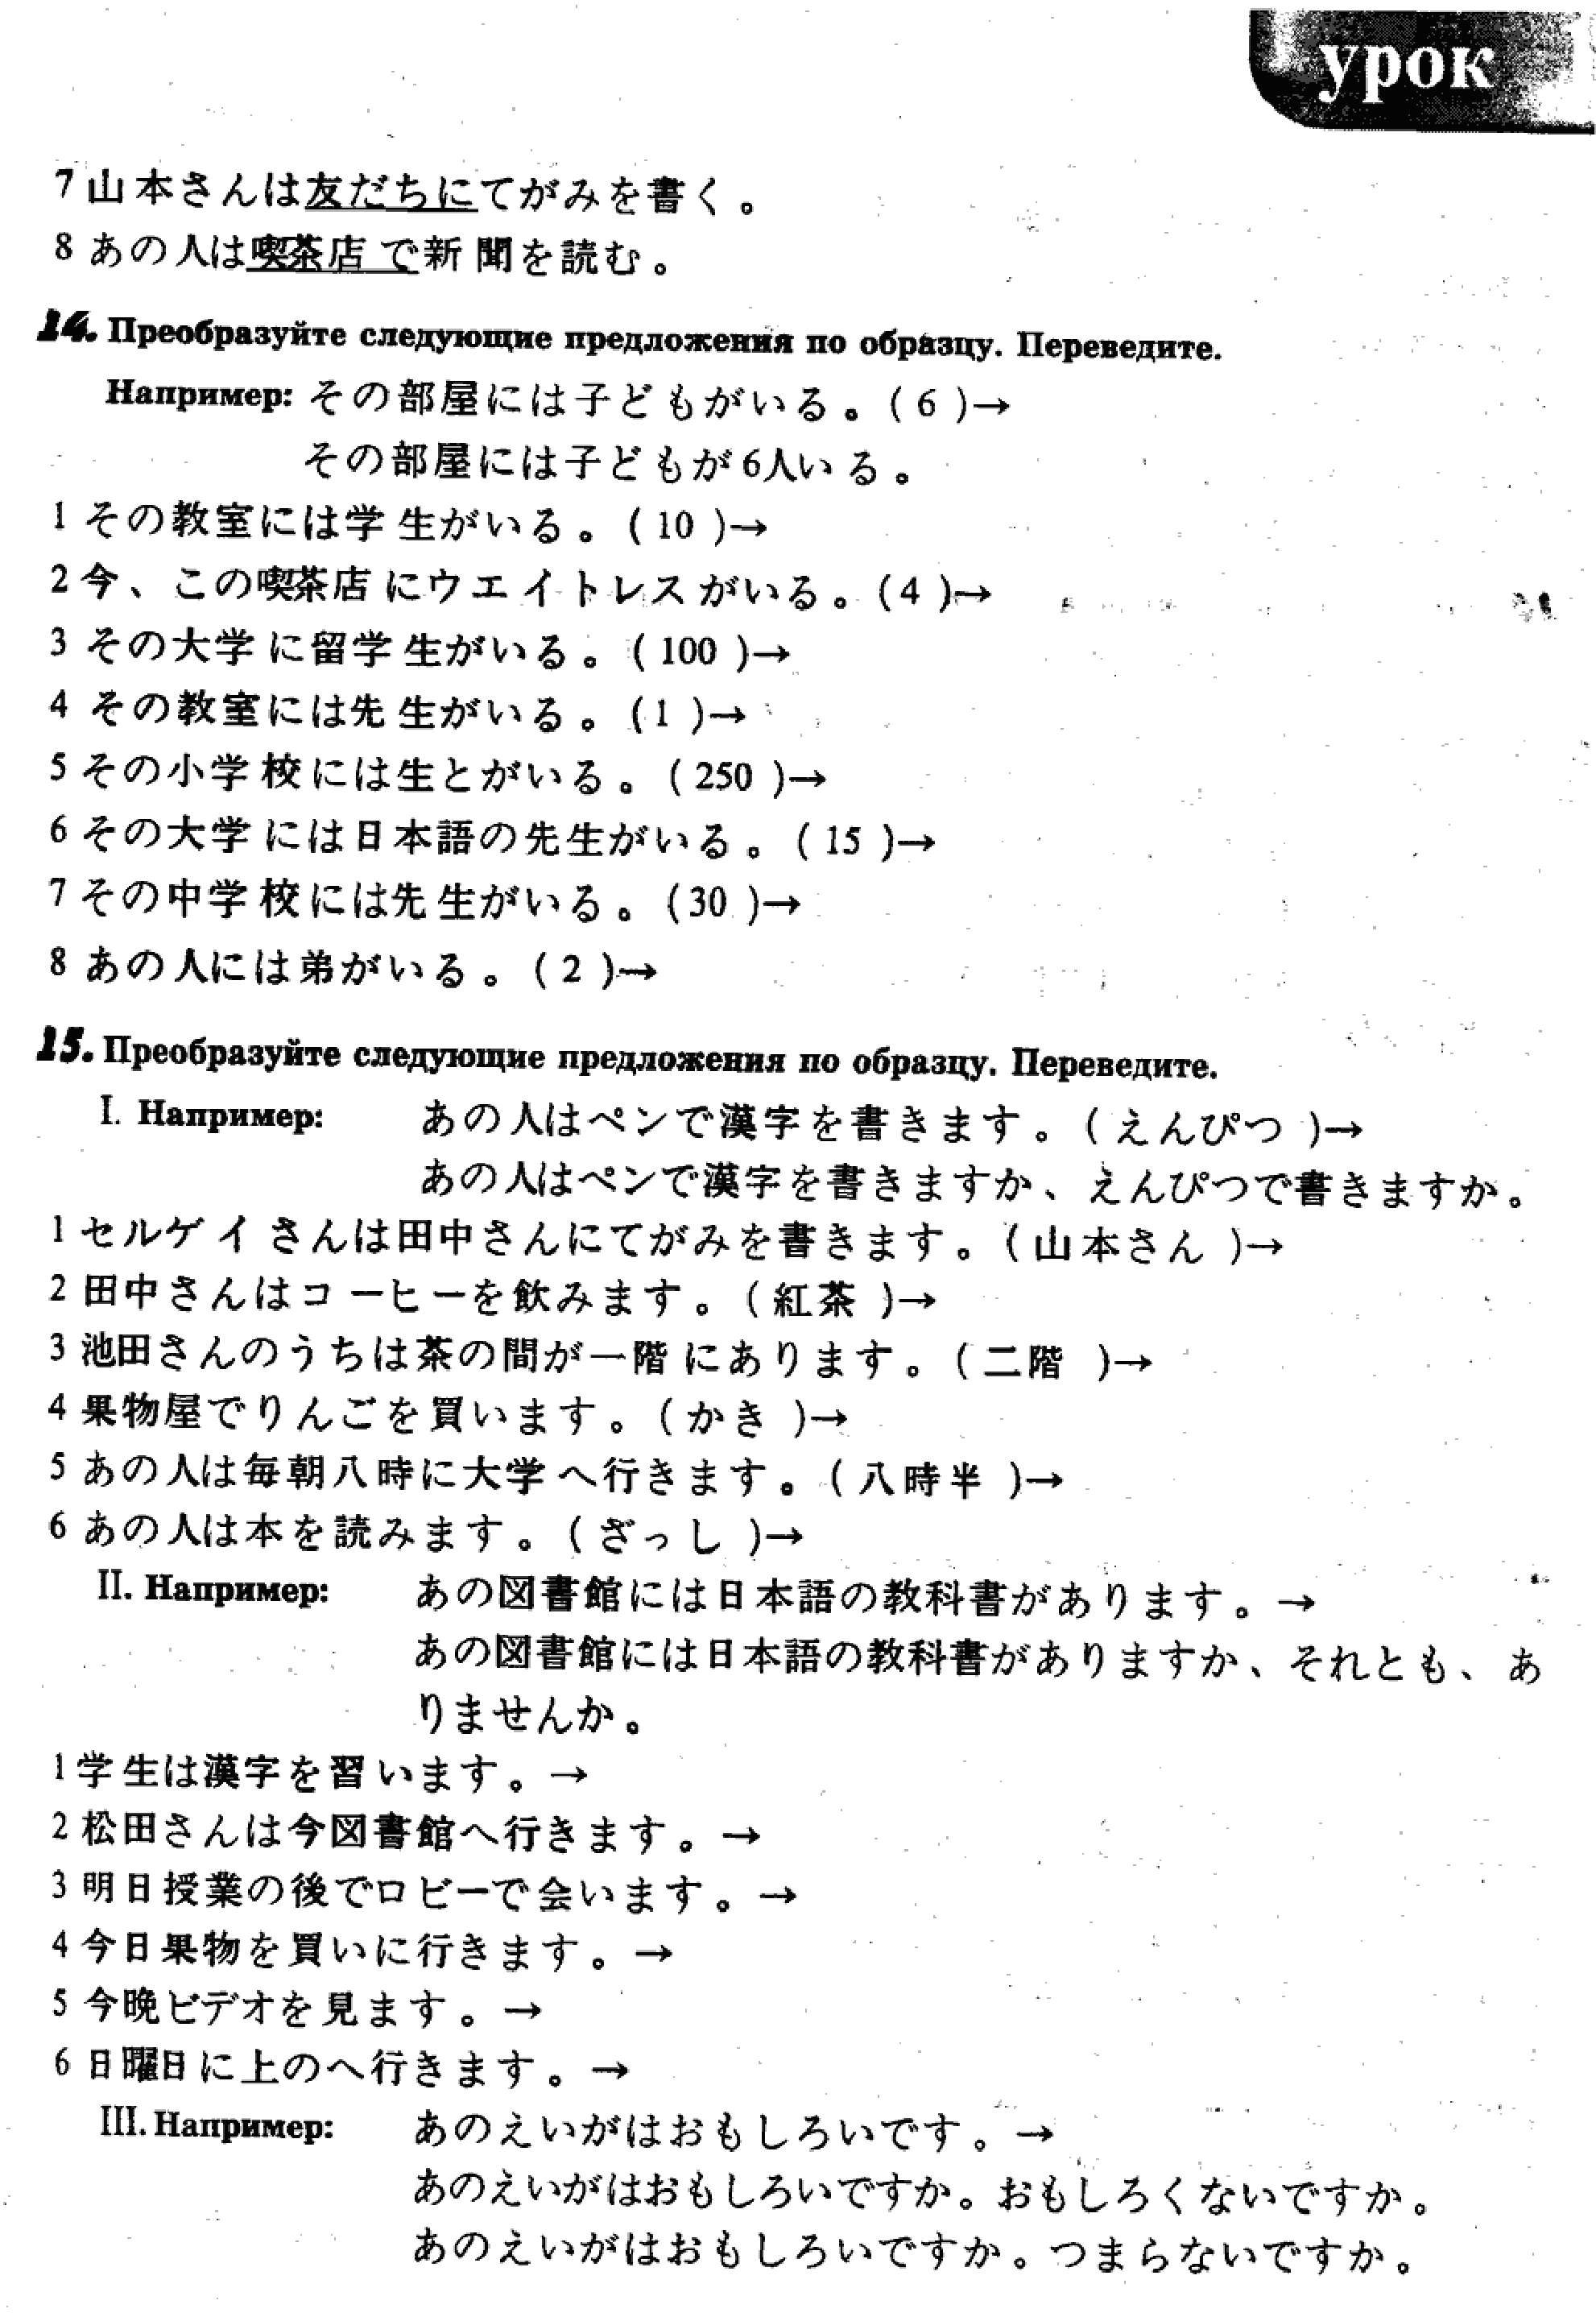 урок
7 山本さんは友だちにてがみを書く。
8 あの人は喫茶店で新聞を読む。
14. Преобразуйте следующие предложения по образцу. Переведите.
Например: その部屋には子どもがいる。( 6 )→
その部屋には子どもが6人いる。
1 その教室には学生がいる。( 10 )→
2 今、この喫茶店にウエイトレスがいる。(4 )→
3 その大学に留学生がいる。( 100 )→
4 その教室には先生がいる。(1 )→
5 その小学校には生とがいる。( 250 )→
6 その大学には日本語の先生がいる。( 15 )→
7 その中学校には先生がいる。(30 )→
8 あの人には弟がいる。( 2 )→
15. Преобразуйте следующие предложения по образцу. Переведите.
I. Например: あの人はペンで漢字を書きます。( えんぴつ )→
あの人はペンで漢字を書きますか、えんぴつで書きますか。
1 セルゲイさんは田中さんにてがみを書きます。( 山本さん )→
2 田中さんはコーヒーを飲みます。( 紅茶 )→
3 池田さんのうちは茶の間が一階にあります。( 二階 )→
4 果物屋でりんごを買います。( かき )→
5 あの人は毎朝八時に大学へ行きます。( 八時半 )→
6 あの人は本を読みます。( ざっし )→
II. Например: あの図書館には日本語の教科書があります。→
あの図書館には日本語の教科書がありますか、それとも、あ
りませんか。
1 学生は漢字を習います。→
2 松田さんは今図書館へ行きます。→
3 明日授業の後でロビーで会います。→
4 今日果物を買いに行きます。→
5 今晩ビデオを見ます。→
6 日曜日に上のへ行きます。→
III. Например: あのえいがはおもしろいです。→
あのえいがはおもしろいですか。おもしろくないですか。
あのえいがはおもしろいですか。つまらないですか。